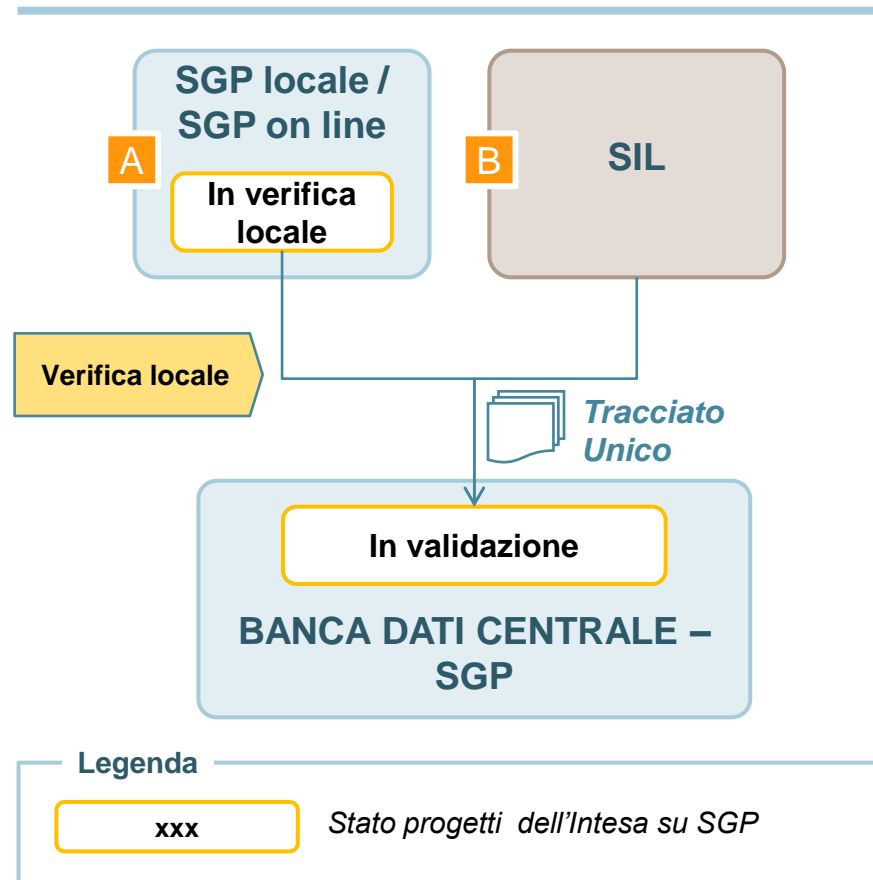 SGP locale /
SGP on line
A
In verifica
locale
B
SIL
Verifica locale
Tracciato
Unico
In validazione
BANCA DATI CENTRALE –
SGP
Legenda
xxx
Stato progetti dell'Intesa su SGP